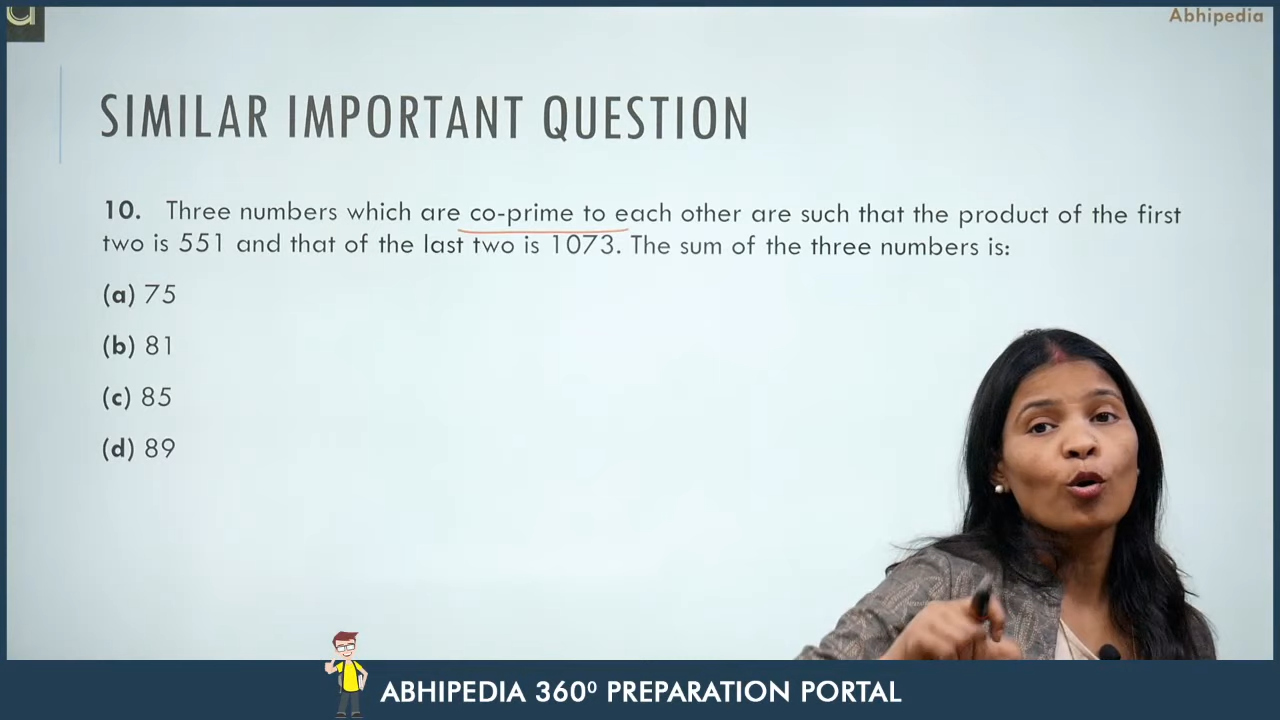 Abhipedia
SIMILAR IMPORTANT QUESTION
10. Three numbers which are co-prime to each other are such that the product of the first
two is 551 and that of the last two is 1073. The sum of the three numbers is:
(a) 75
(b) 81
(c) 85
(d) 89
ABHIPEDIA 360⁰ PREPARATION PORTAL